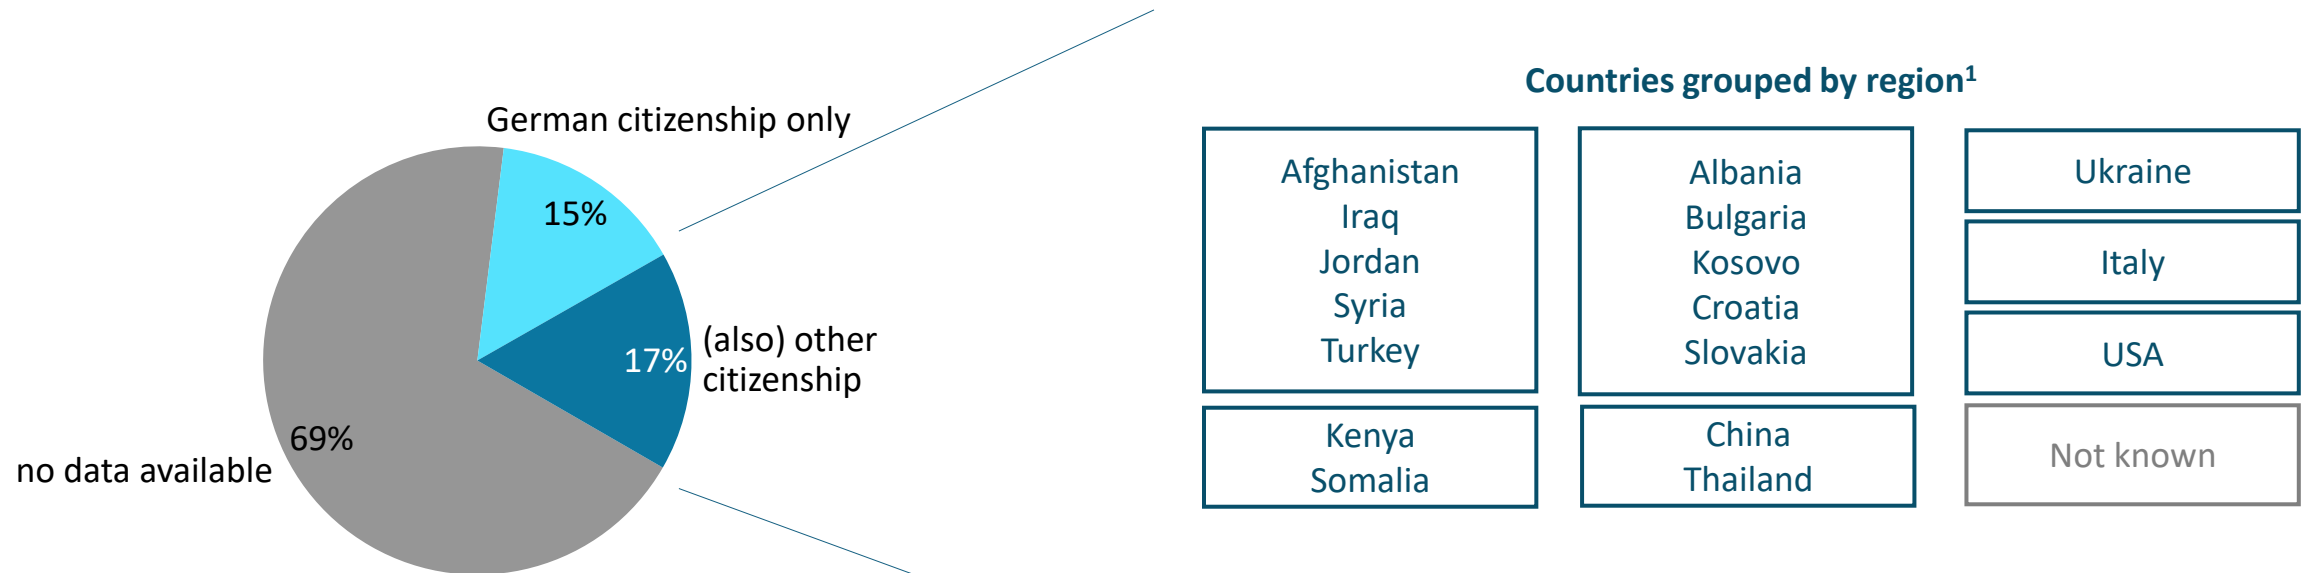 German citizenship only
15%
(also) other
citizenship
17%
69%
no data available
Countries grouped by region¹
Afghanistan
Iraq
Jordan
Syria
Turkey
Albania
Bulgaria
Kosovo
Croatia
Slovakia
Ukraine
Italy
USA
Kenya
Somalia
China
Thailand
Not known